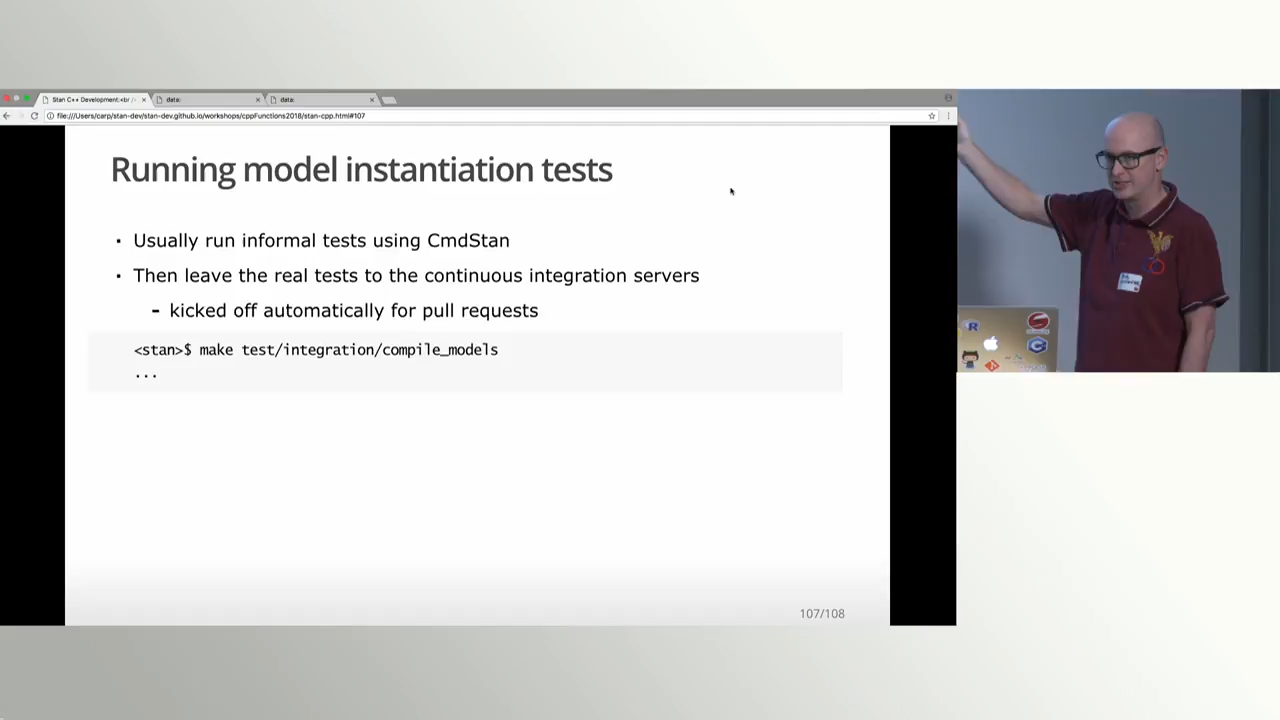 Stan C++ Development:<br /
data:
data:
file:///Users/carp/stan-dev/stan-dev.github.io/workshops/cppFunctions2018/stan-cpp.html#107
Running model instantiation tests
Usually run informal tests using CmdStan
Then leave the real tests to the continuous integration servers
- kicked off automatically for pull requests
<stan>$ make test/integration/compile_models
...
107/108
R
C